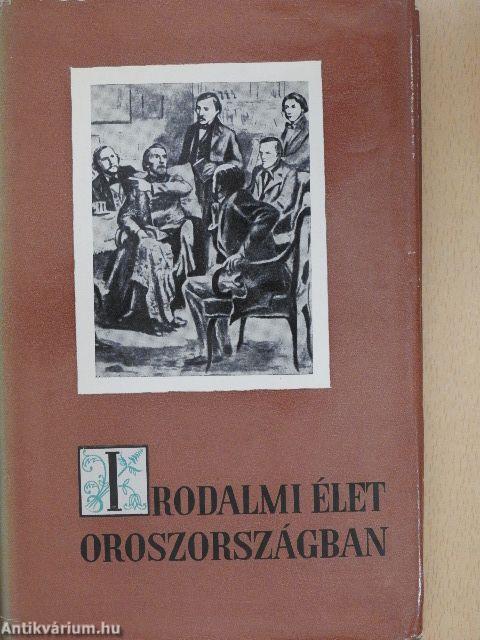 IRODALMI ÉLET
OROSZORSZÁGBAN
Antikvárium.hu